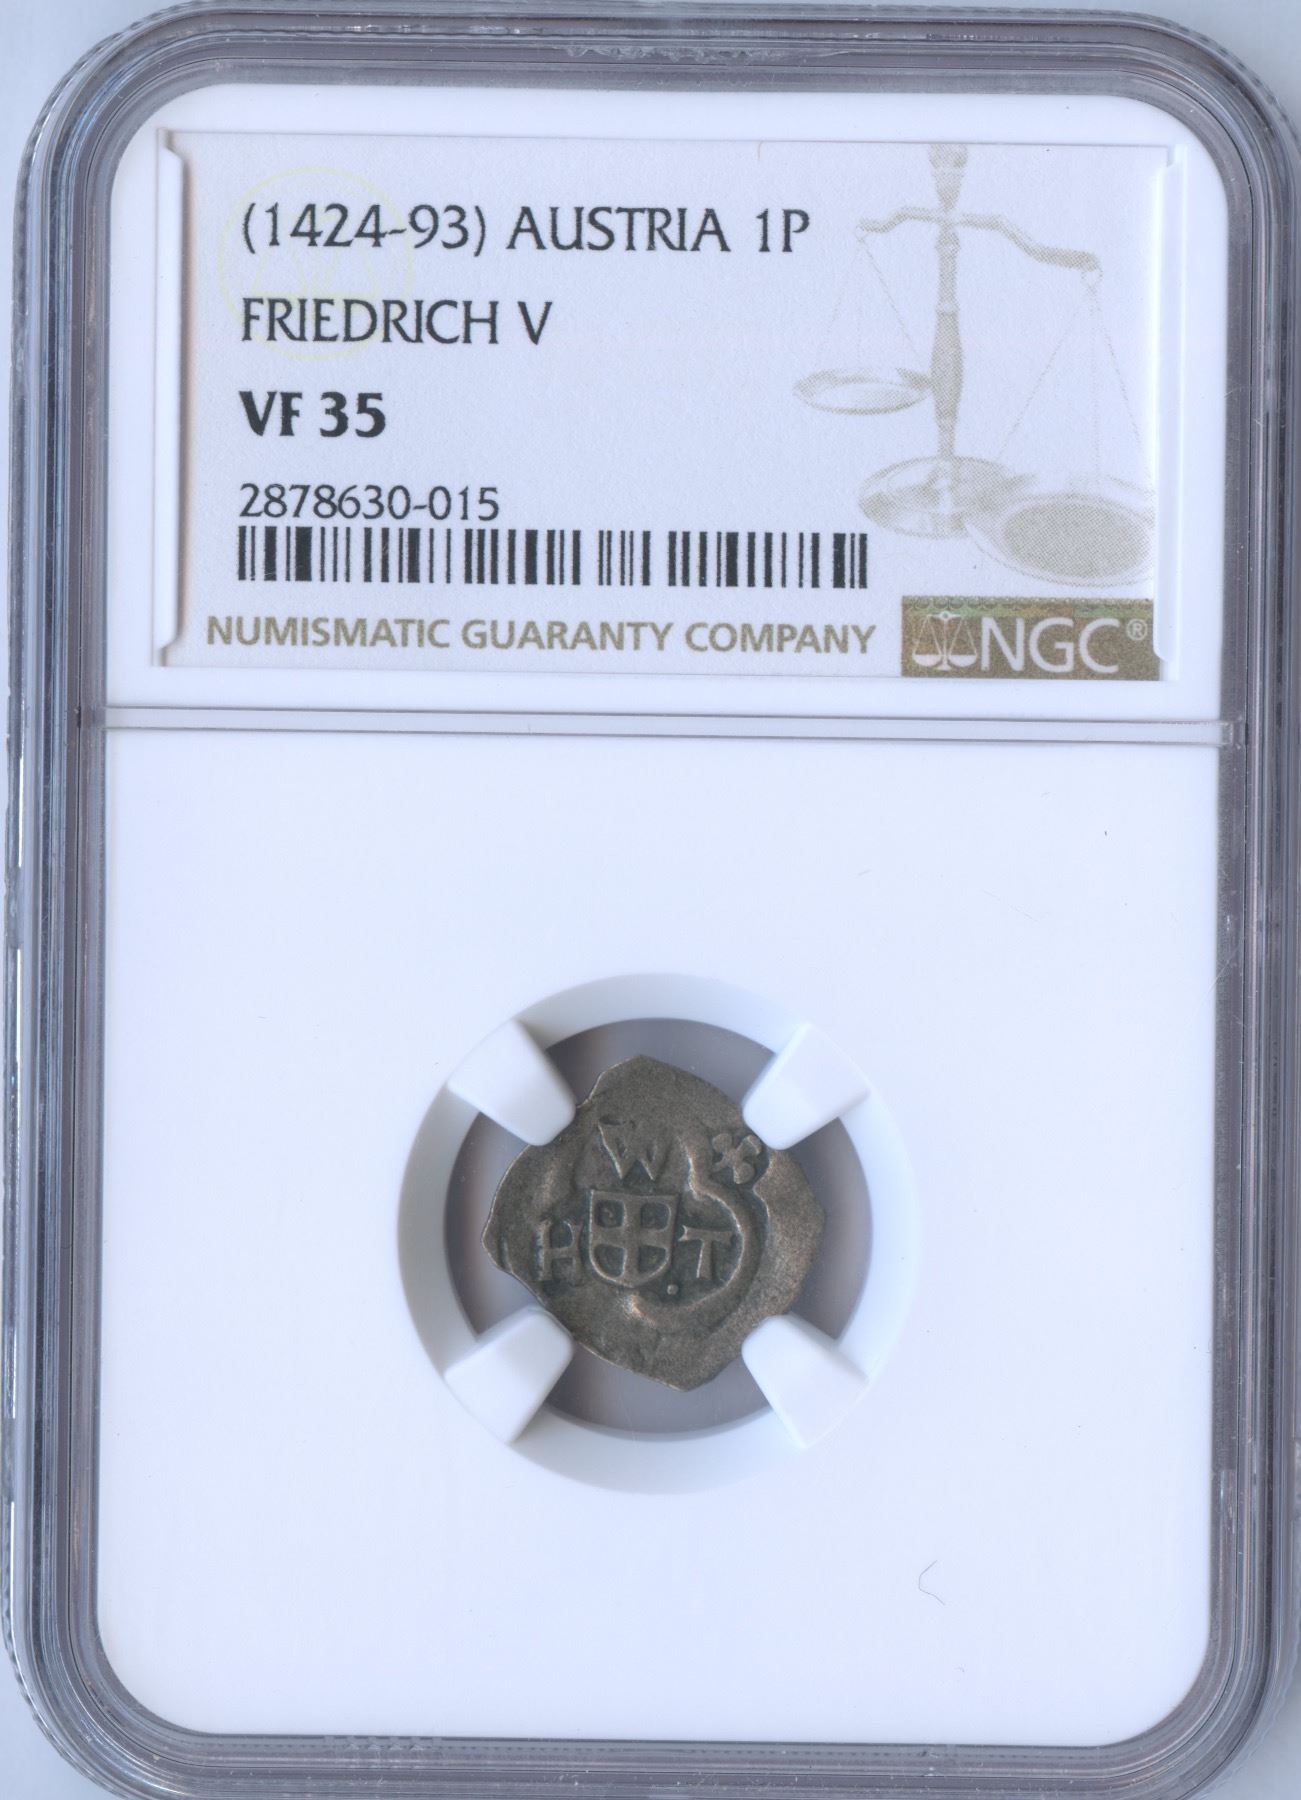 (1424-93) AUSTRIA 1P
FRIEDRICH V
VF 35
2878630-015
NUMISMATIC GUARANTY COMPANY
NGC®
W
H T